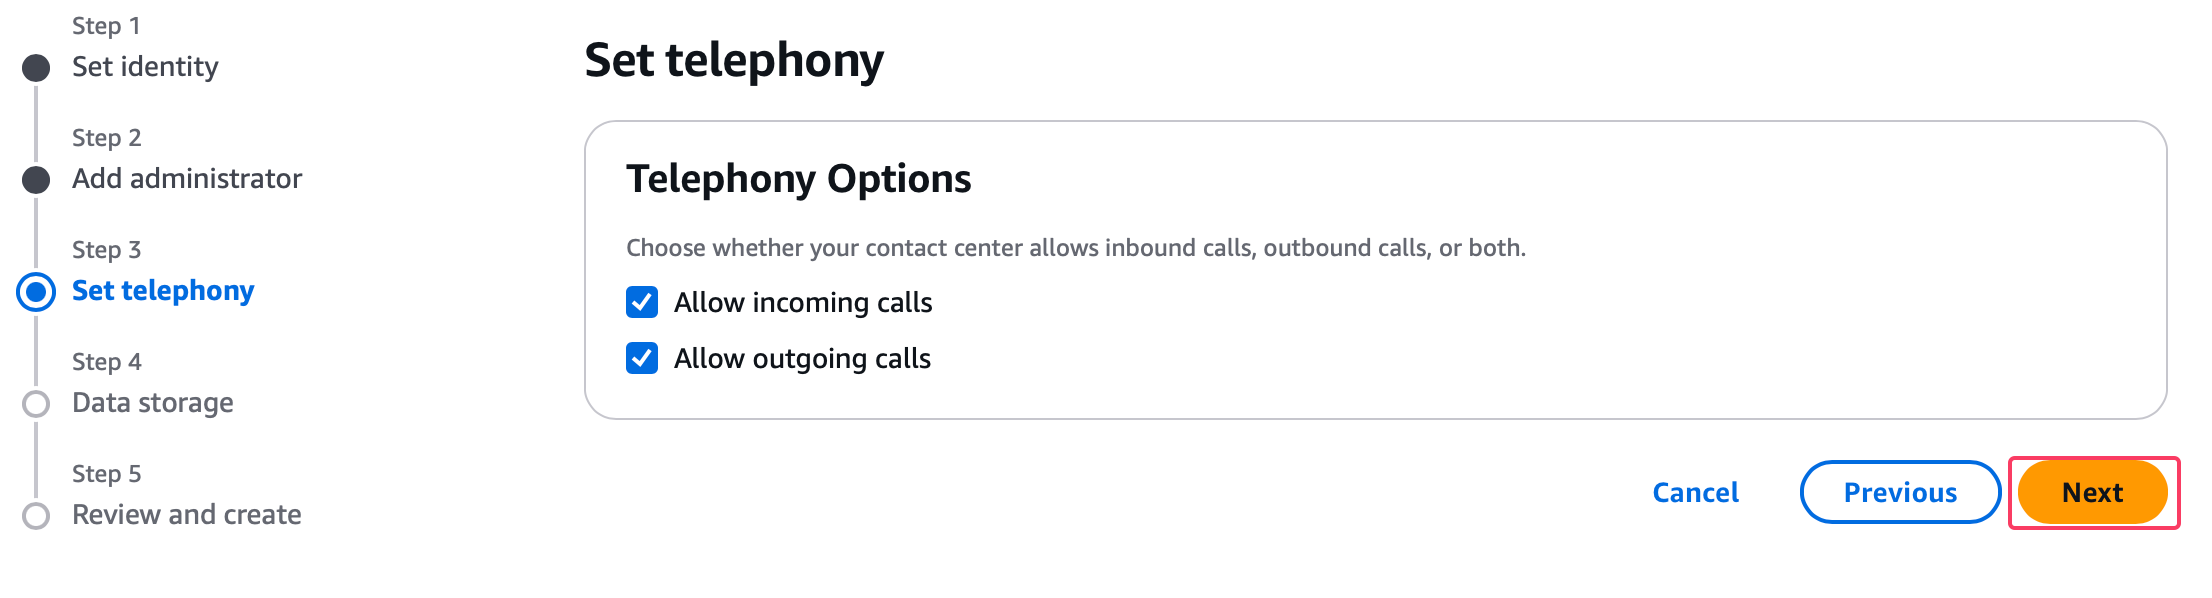 Step 1
Set identity
Step 2
Add administrator
Step 3
Set telephony
Step 4
Data storage
Step 5
Review and create
Set telephony
Telephony Options
Choose whether your contact center allows inbound calls, outbound calls, or both.
Allow incoming calls
Allow outgoing calls
Cancel
Previous
Next